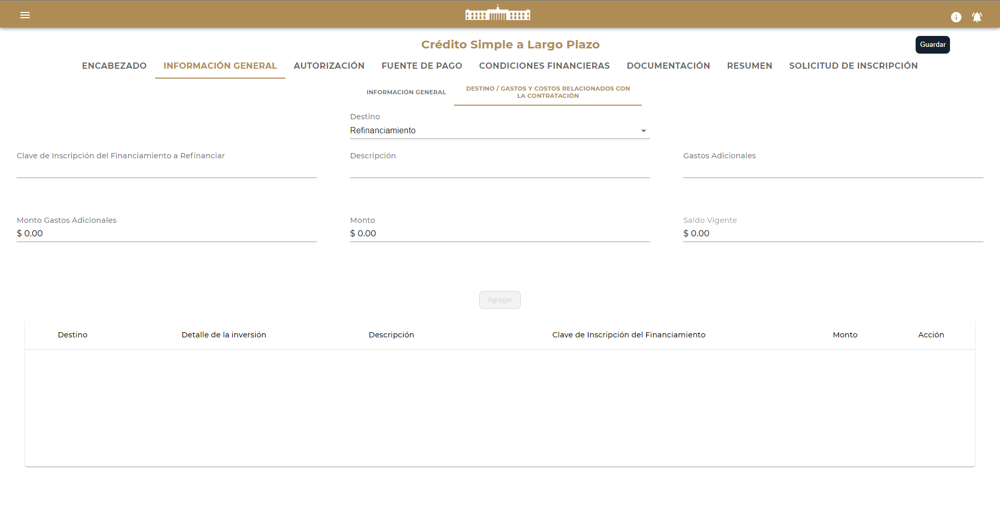 Crédito Simple a Largo Plazo
Guardar
ENCABEZADO INFORMACIÓN GENERAL AUTORIZACIÓN FUENTE DE PAGO CONDICIONES FINANCIERAS DOCUMENTACIÓN RESUMEN SOLICITUD DE INSCRIPCIÓN
INFORMACIÓN GENERAL
DESTINO / GASTOS Y COSTOS RELACIONADOS CON
LA CONTRATACIÓN
Destino
Refinanciamiento
Clave de Inscripción del Financiamiento a Refinanciar Descripción Gastos Adicionales
Monto Gastos Adicionales Monto Saldo Vigente
$ 0.00 $ 0.00 $ 0.00
Agregar
Destino Detalle de la inversión Descripción Clave de Inscripción del Financiamiento Monto Acción